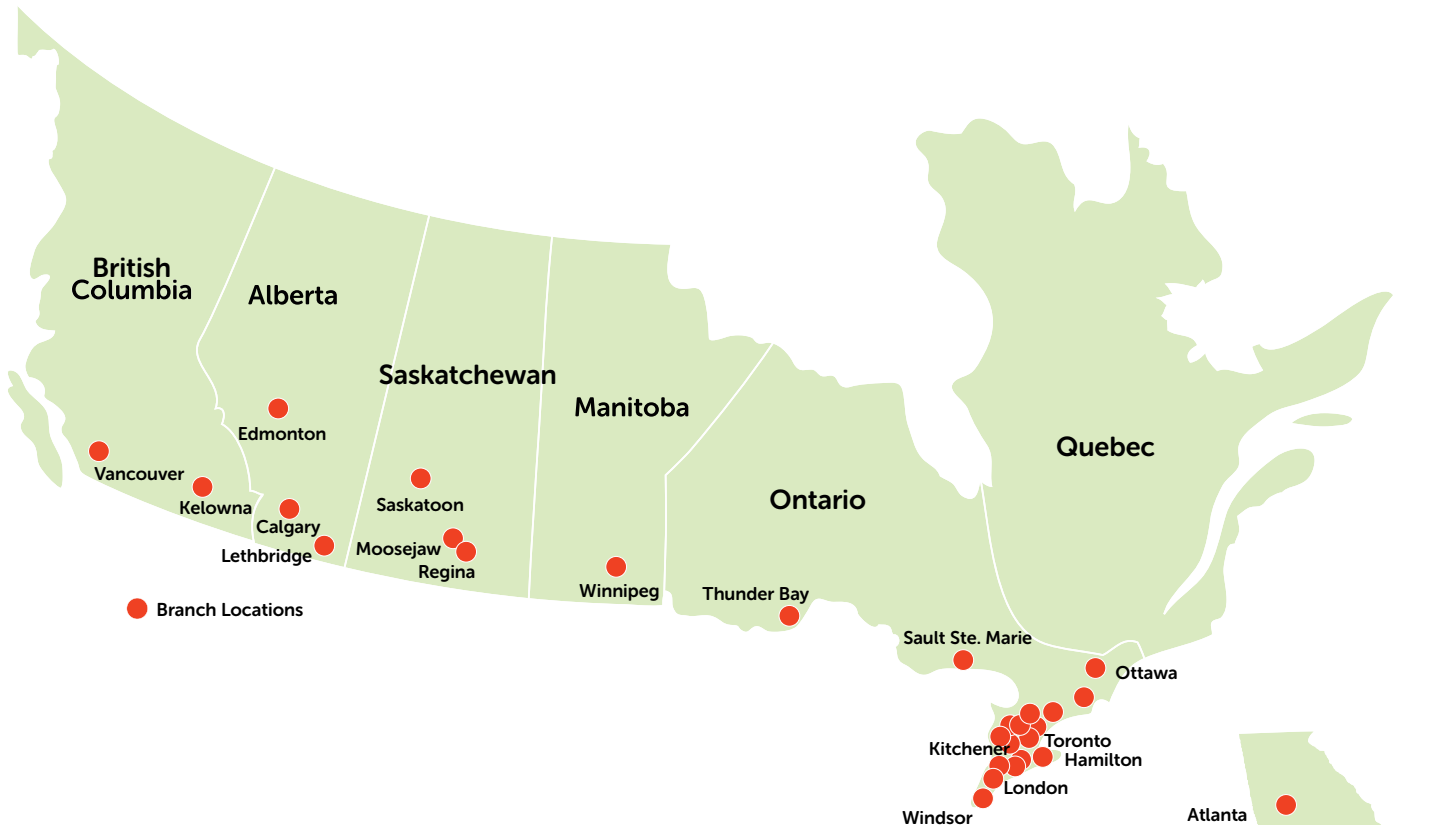 British
Columbia
Alberta
Saskatchewan
Manitoba
Ontario
Quebec
Edmonton
Vancouver
Kelowna
Calgary
Lethbridge
Saskatoon
Moosejaw
Regina
Winnipeg
Thunder Bay
Branch Locations
Sault Ste. Marie
Ottawa
Toronto
Kitchener
Hamilton
London
Windsor
Atlanta